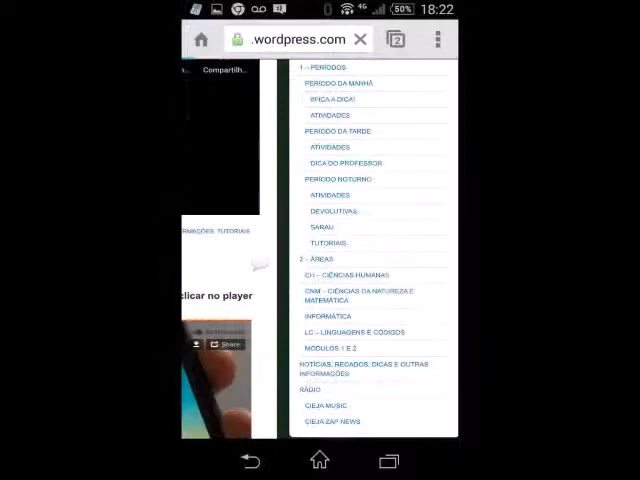 4G 50% 18:22
.wordpress.com
2
n... Compartilh...
1 – PERÍODOS
PERÍODO DA MANHÃ
!!FICA A DICA!
ATIVIDADES
PERÍODO DA TARDE
ATIVIDADES
DICA DO PROFESSOR
PERÍODO NOTURNO
ATIVIDADES
DEVOLUTIVAS
SARAU
TUTORIAIS
RMAÇÕES, TUTORIAIS
2 – ÁREAS
CH – CIÊNCIAS HUMANAS
CNM – CIÊNCIAS DA NATUREZA E
MATEMÁTICA
INFORMÁTICA
LC – LINGUAGENS E CÓDIGOS
MÓDULOS 1 E 2
NOTÍCIAS, RECADOS, DICAS E OUTRAS
INFORMAÇÕES
RÁDIO
CIEJA MUSIC
CIEJA ZAP NEWS
clicar no player
Share